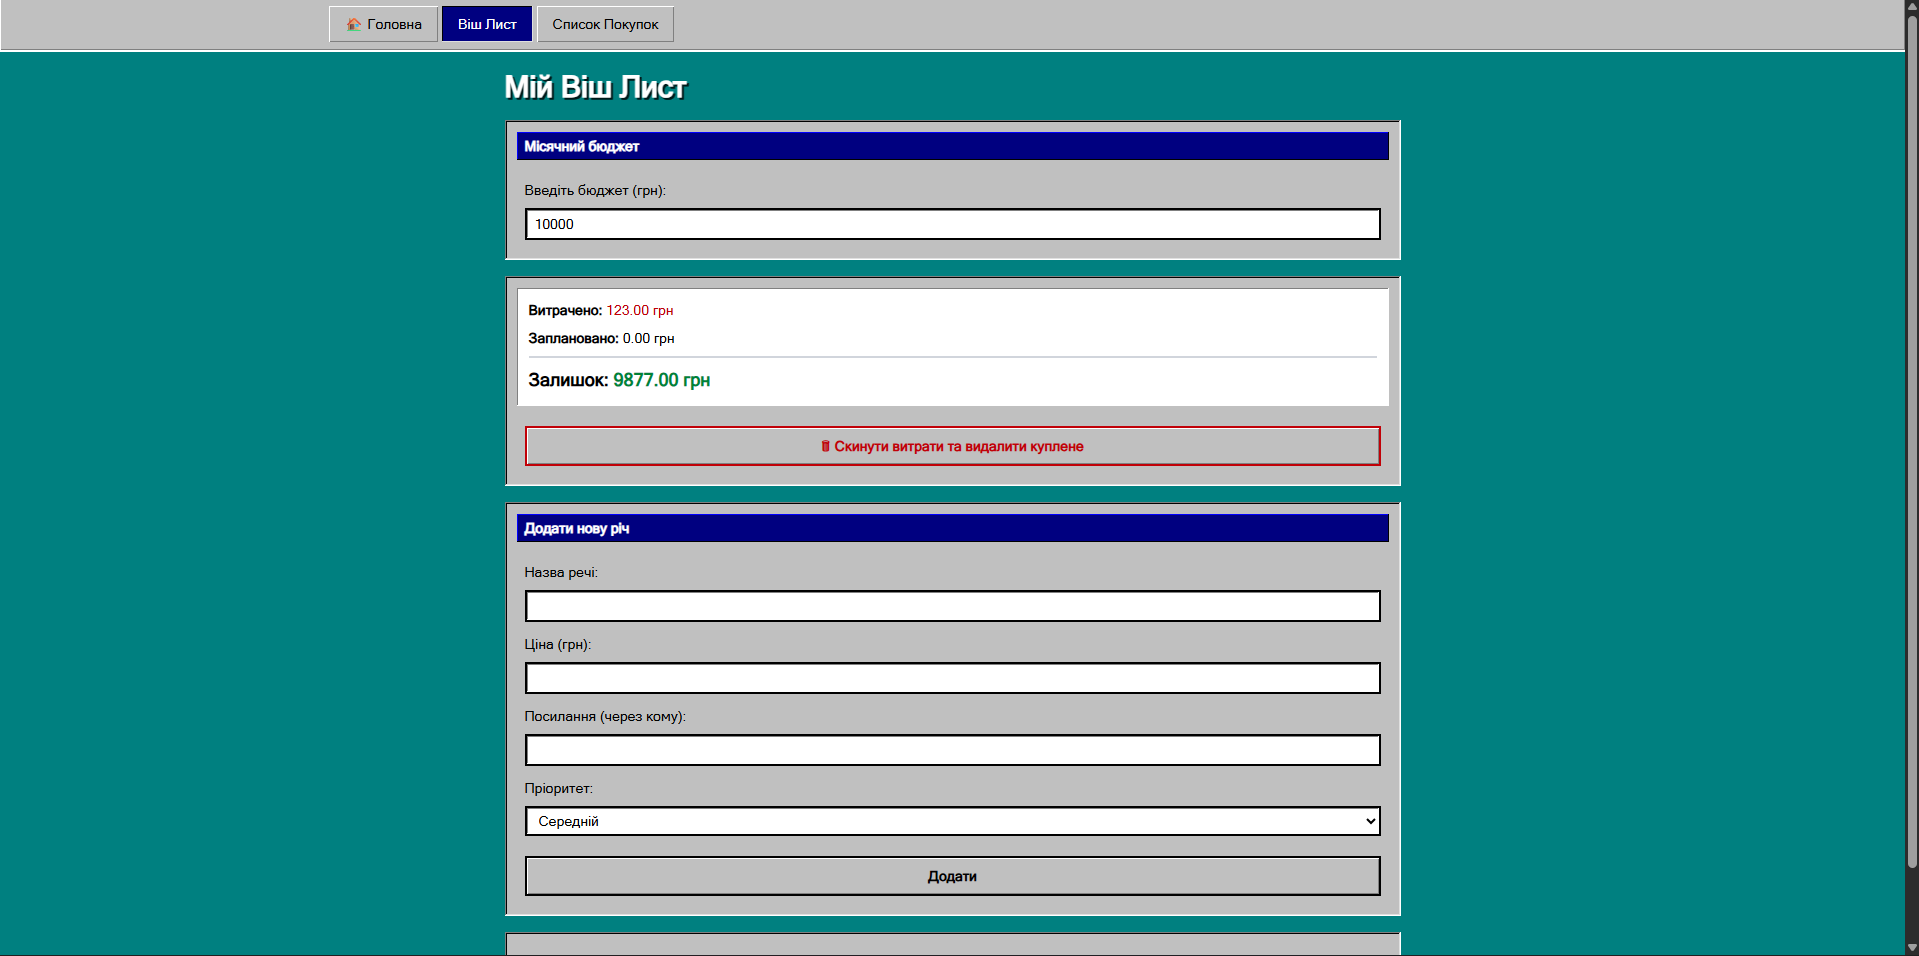 Головна Віш Лист Список Покупок
Мій Віш Лист
Місячний бюджет
Введіть бюджет (грн):
10000
Витрачено: 123.00 грн
Заплановано: 0.00 грн
Залишок: 9877.00 грн
Скинути витрати та видалити куплене
Додати нову річ
Назва речі:
Ціна (грн):
Посилання (через кому):
Пріоритет:
Середній
Додати